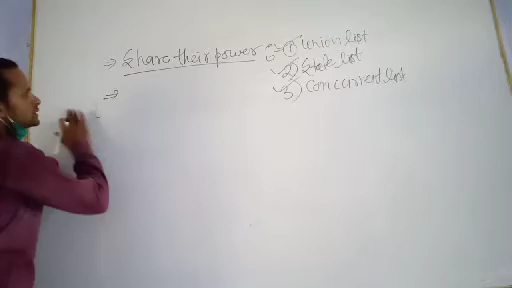 ⇒ Share their power :⇒ 1) Union list
2) State list
3) Concurrent list
⇒